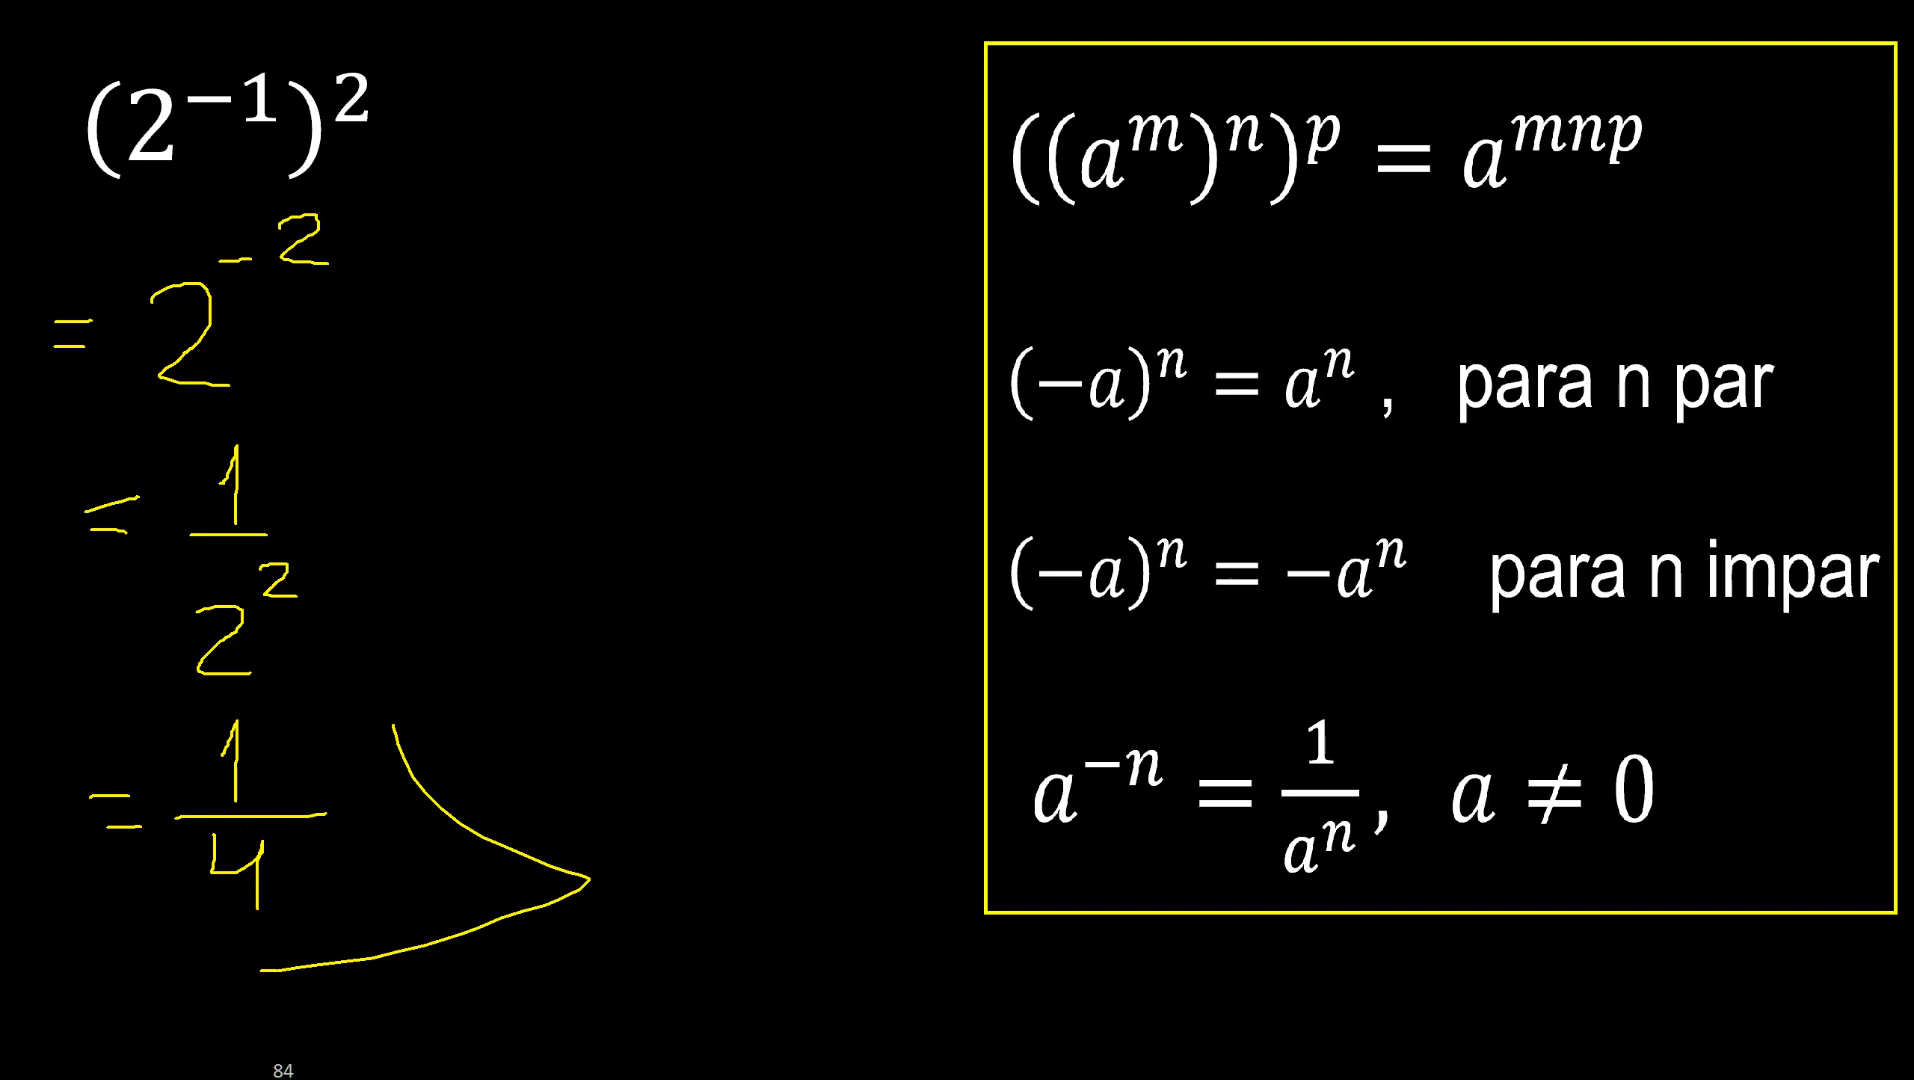 (2⁻¹)²
= 2⁻²
= 1/2²
= 1/4
((aᵐ)ⁿ)ᵖ = aᵐⁿᵖ
(−a)ⁿ = aⁿ , para n par
(−a)ⁿ = −aⁿ para n impar
a⁻ⁿ = 1/aⁿ, a ≠ 0
84